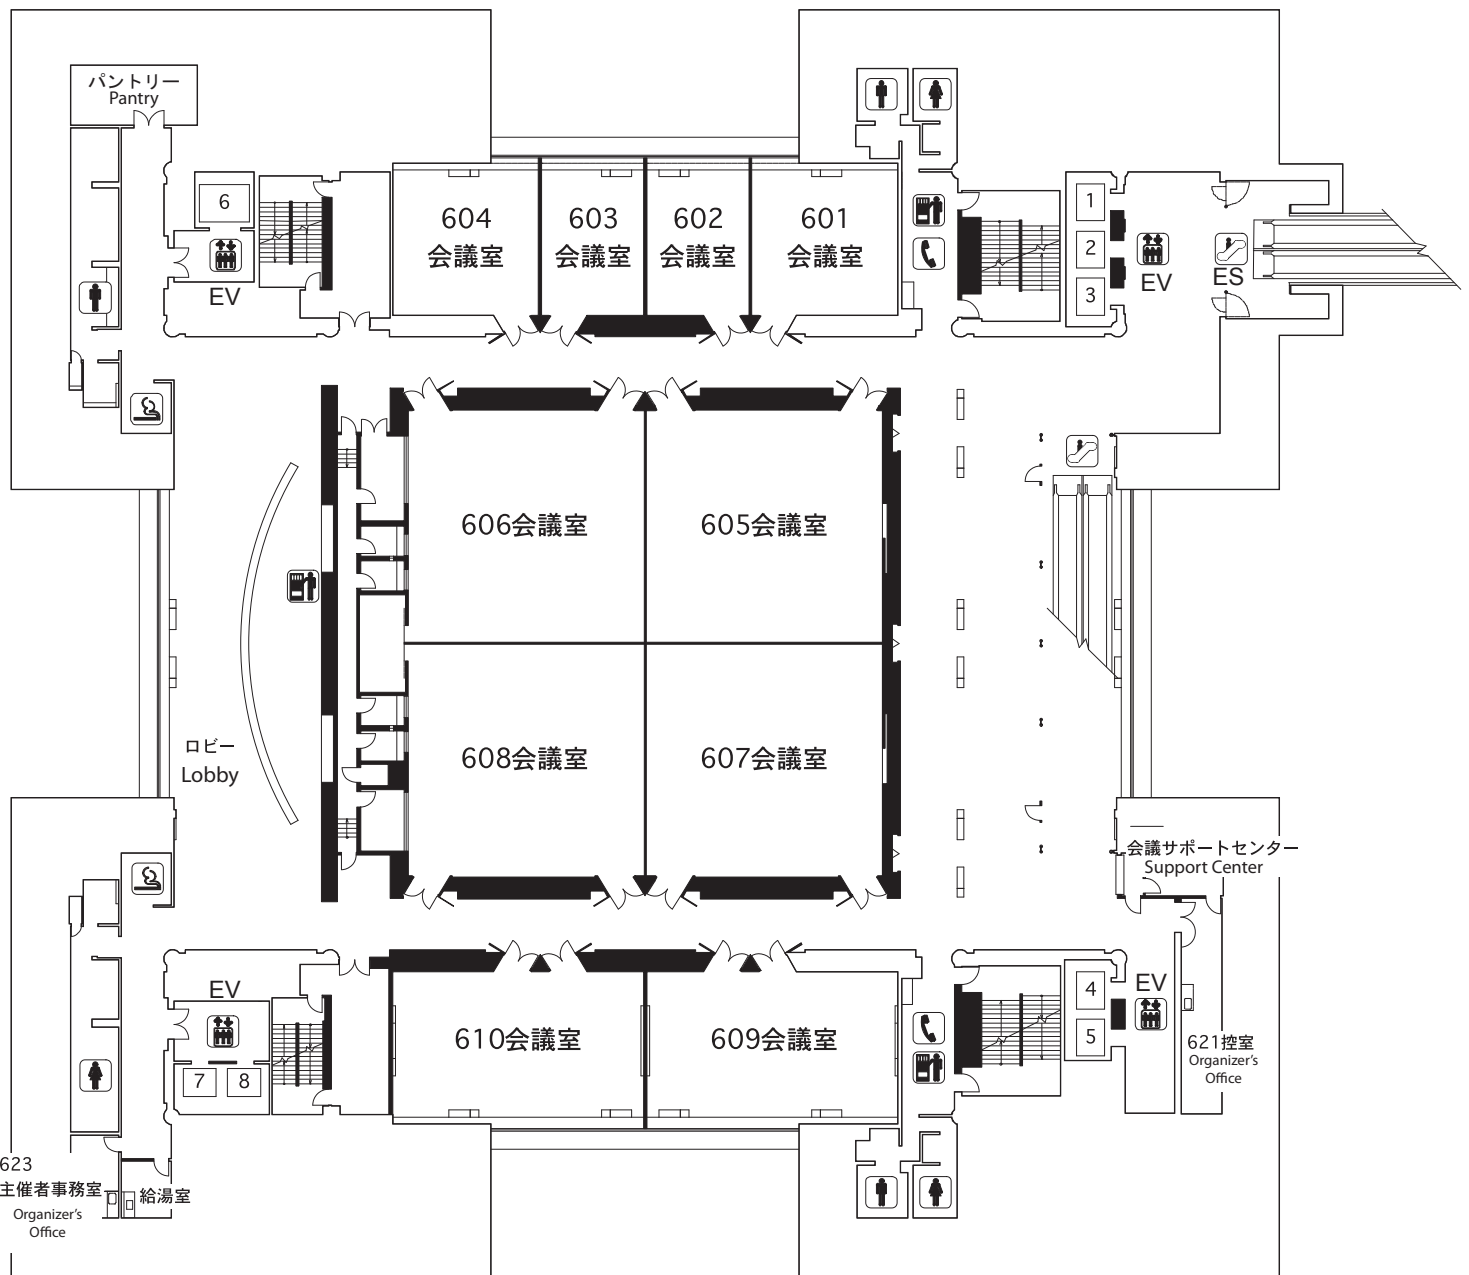 パントリー
Pantry
6
EV
604
会議室
603
会議室
602
会議室
601
会議室
1
2
3
EV
ES
606会議室
605会議室
608会議室
607会議室
ロビー
Lobby
会議サポートセンター
Support Center
EV
7
8
610会議室
609会議室
4
5
EV
621控室
Organizer's
Office
623
主催者事務室
Organizer's
Office
給湯室